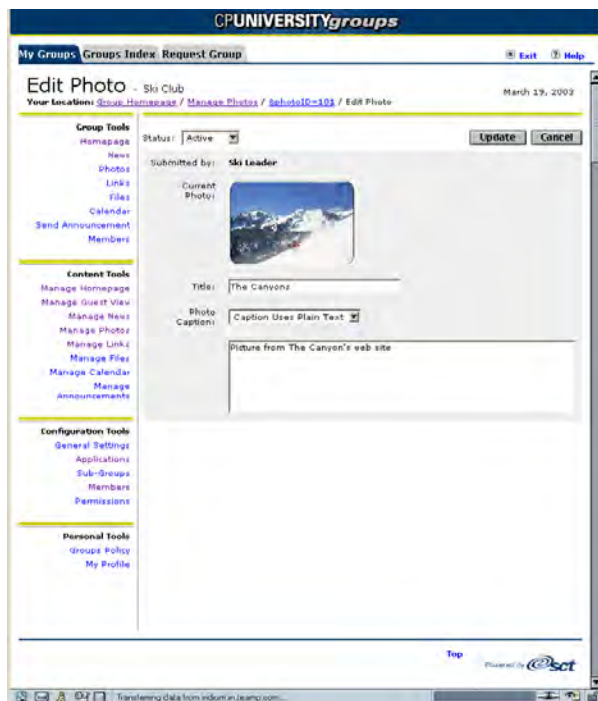 CPUNIVERSITYgroups
My Groups Groups Index Request Group Exit Help
Edit Photo - Ski Club March 19, 2003
Your Location: Group Homepage / Manage Photos / &photoID=101 / Edit Photo
Group Tools
Homepage
News
Photos
Links
Files
Calendar
Send Announcement
Members
Content Tools
Manage Homepage
Manage Guest View
Manage News
Manage Photos
Manage Links
Manage Files
Manage Calendar
Manage
Announcements
Configuration Tools
General Settings
Applications
Sub-Groups
Members
Permissions
Personal Tools
Groups Policy
My Profile
Status: Active Update Cancel
Submitted by: Ski Leader
Current
Photo:
Title: The Canyons
Photo
Caption: Caption Uses Plain Text
Picture from The Canyon's web site
Top
Powered by sct
Transferring data from